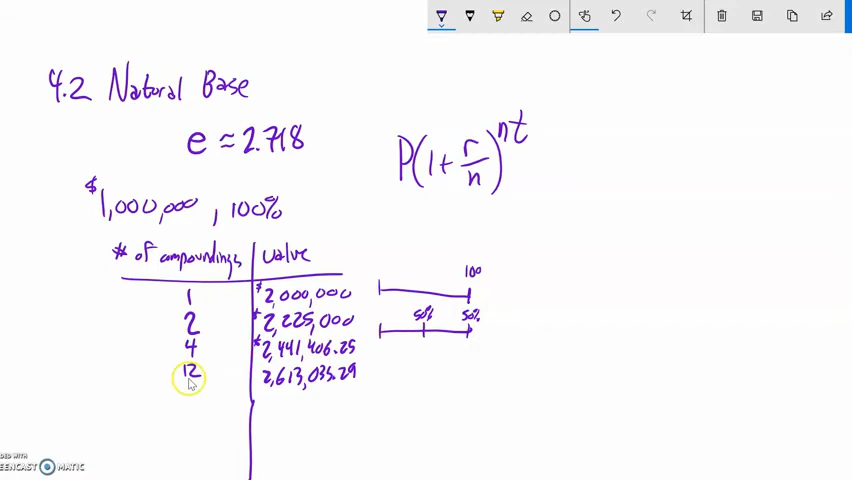 4.2 Natural Base
e ≈ 2.718
P(1 + r/n)^nt
$1,000,000, 100%
# of compoundings value
1 $2,000,000
100
2 $2,225,000
50% 50%
4 $2,441,406.25
12 2,613,035.29
MATIC